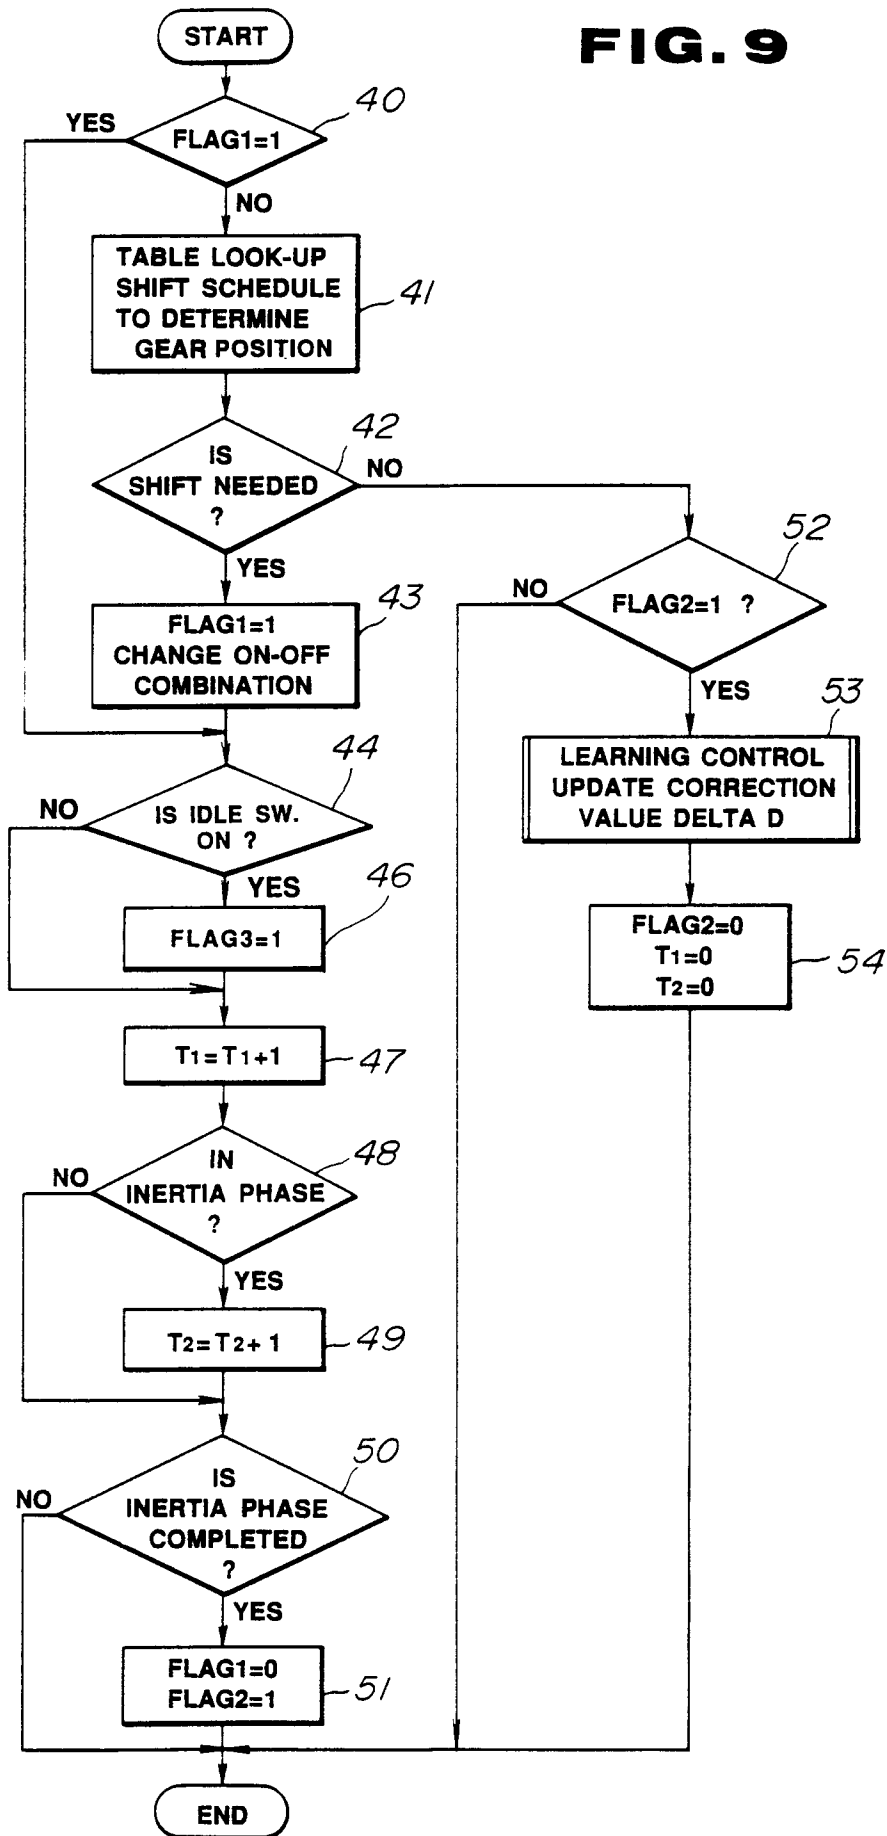 FIG. 9
START
40
YES
FLAG1=1
NO
TABLE LOOK-UP
SHIFT SCHEDULE
TO DETERMINE
GEAR POSITION
41
42
IS
SHIFT NEEDED
?
NO
YES
43
FLAG1=1
CHANGE ON-OFF
COMBINATION
44
NO
IS IDLE SW.
ON ?
YES
46
FLAG3=1
T1=T1+1
47
48
NO
IN
INERTIA PHASE
?
YES
T2=T2+1
49
50
NO
IS
INERTIA PHASE
COMPLETED
?
YES
FLAG1=0
FLAG2=1
51
END
52
NO
FLAG2=1 ?
YES
53
LEARNING CONTROL
UPDATE CORRECTION
VALUE DELTA D
FLAG2=0
T1=0
T2=0
54